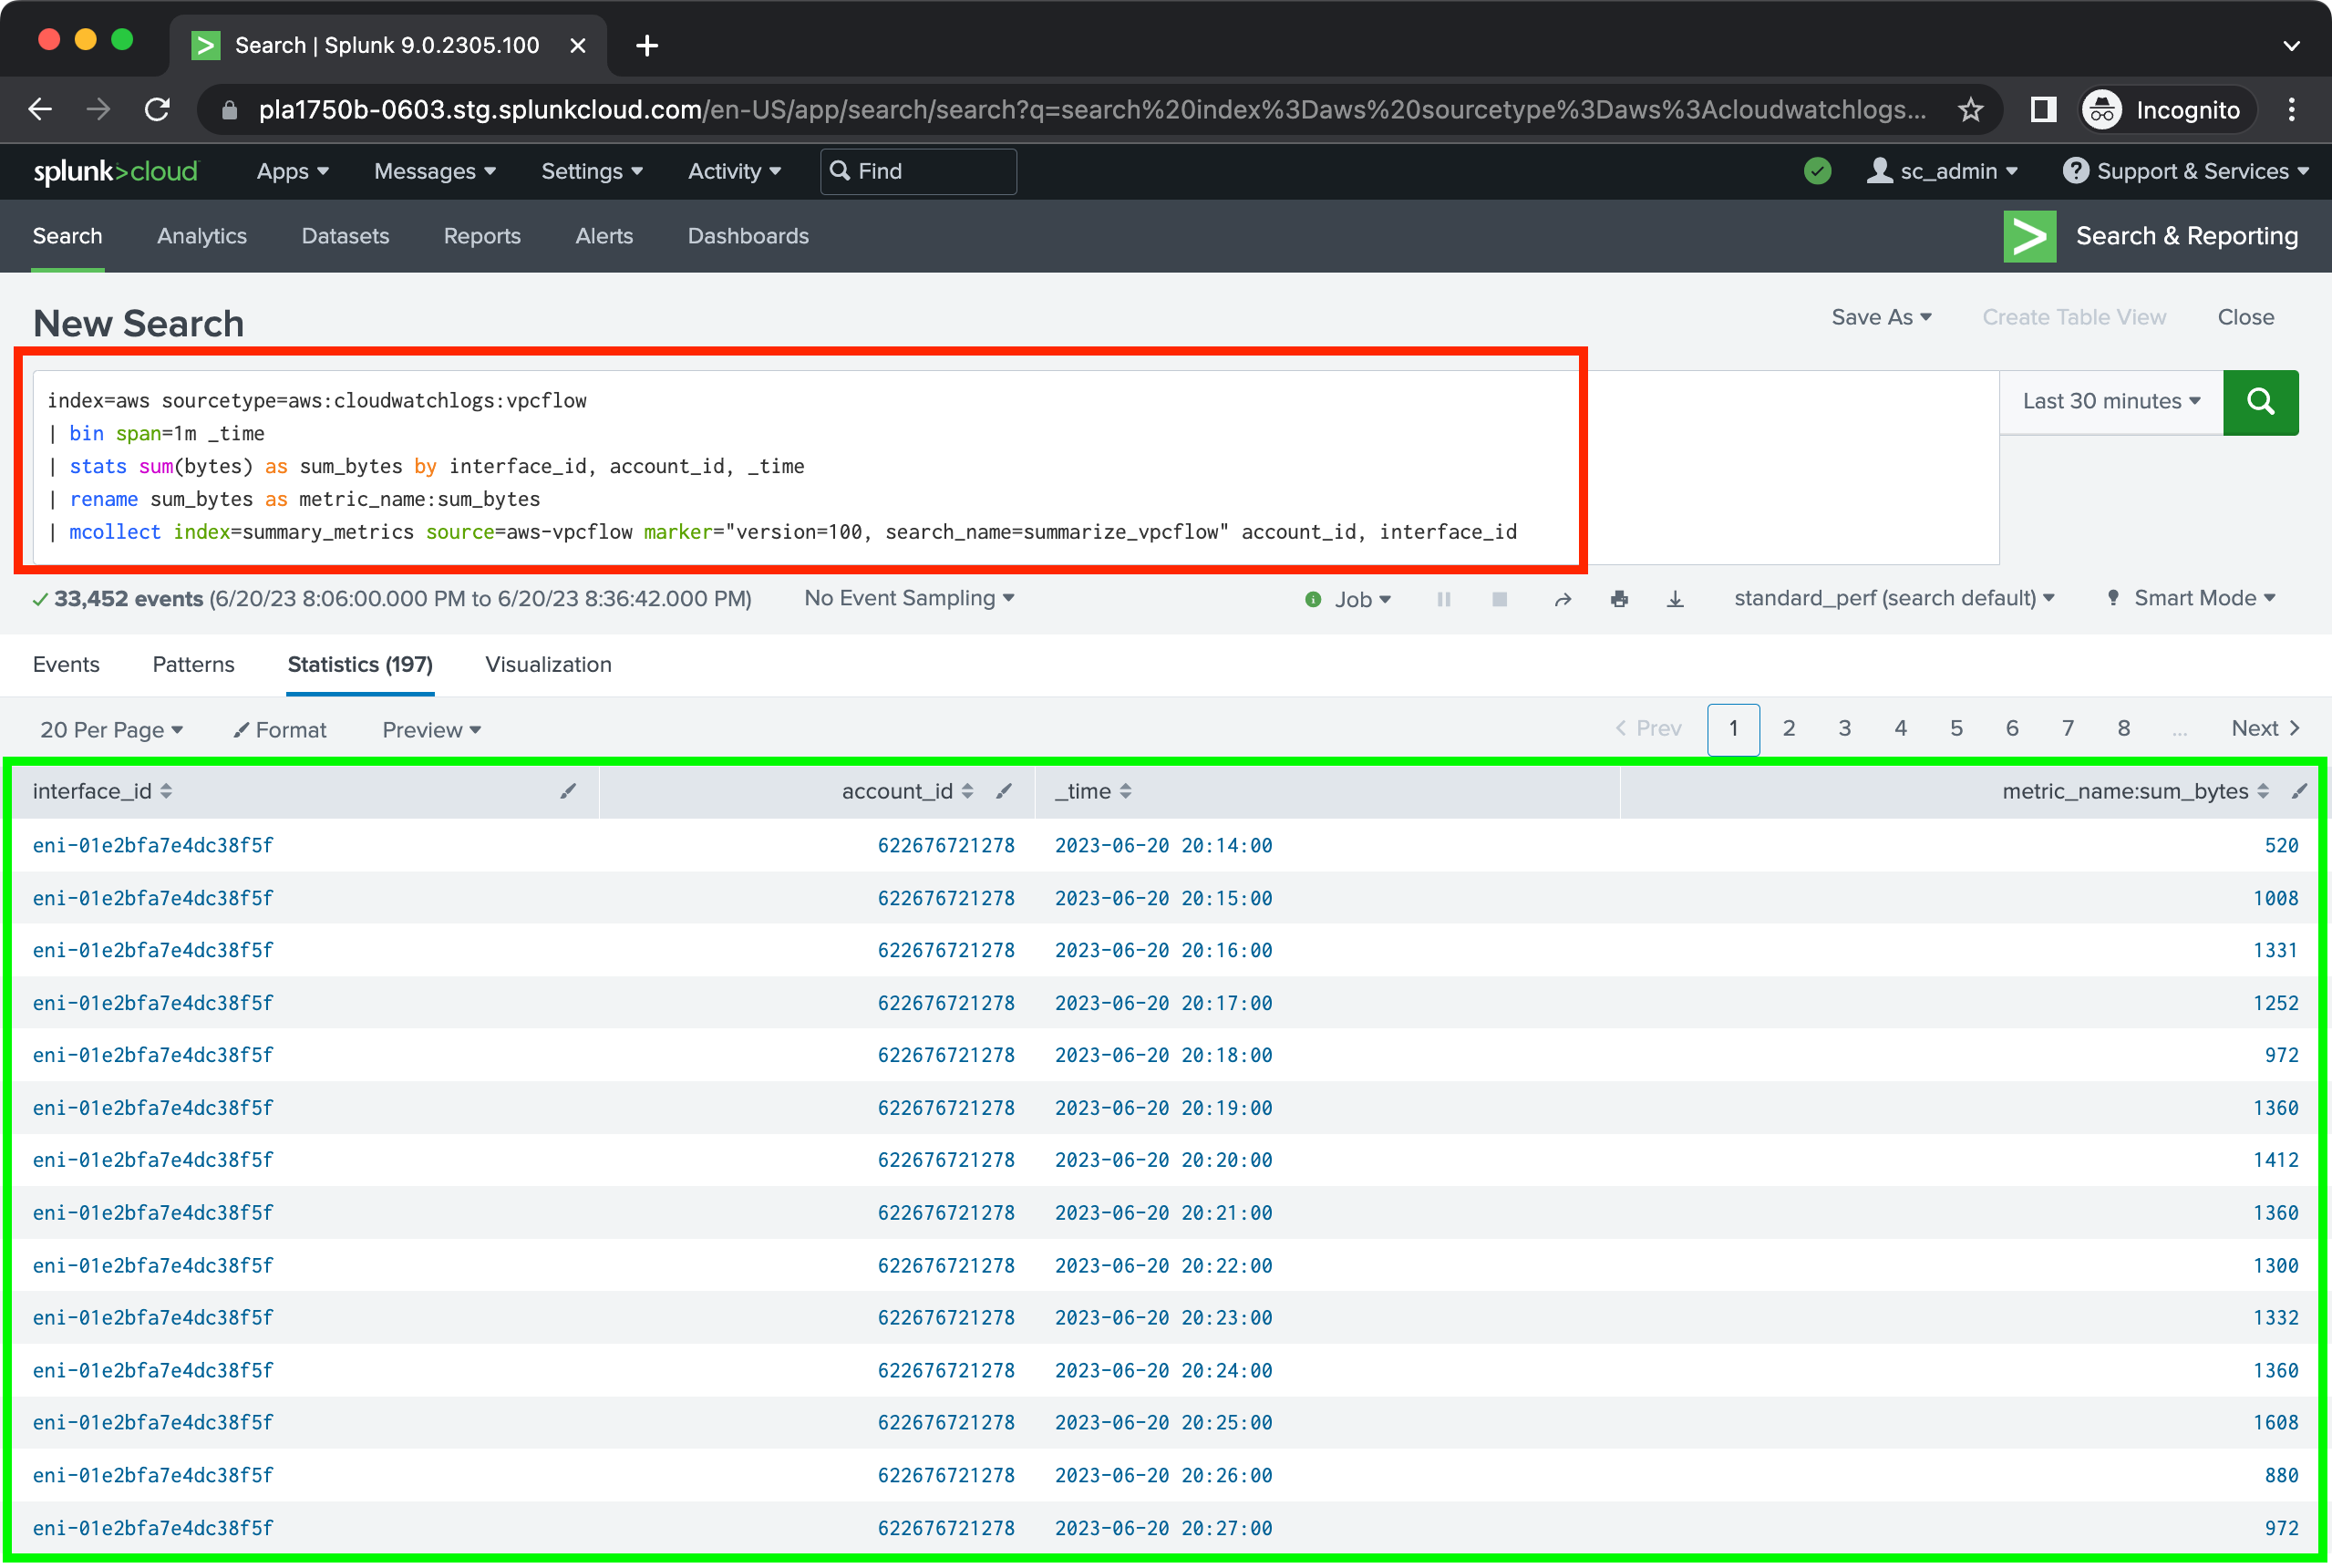 Search | Splunk 9.0.2305.100
pla1750b-0603.stg.splunkcloud.com/en-US/app/search/search?q=search%20index%3Daws%20sourcetype%3Daws%3Acloudwatchlogs... Incognito
splunk>cloud Apps Messages Settings Activity Find sc_admin Support & Services
Search Analytics Datasets Reports Alerts Dashboards Search & Reporting
New Search Save As Create Table View Close
index=aws sourcetype=aws:cloudwatchlogs:vpcflow Last 30 minutes
| bin span=1m _time
| stats sum(bytes) as sum_bytes by interface_id, account_id, _time
| rename sum_bytes as metric_name:sum_bytes
| mcollect index=summary_metrics source=aws-vpcflow marker="version=100, search_name=summarize_vpcflow" account_id, interface_id
33,452 events (6/20/23 8:06:00.000 PM to 6/20/23 8:36:42.000 PM) No Event Sampling Job standard_perf (search default) Smart Mode
Events Patterns Statistics (197) Visualization
20 Per Page Format Preview Prev 1 2 3 4 5 6 7 8 ... Next
interface_id account_id _time metric_name:sum_bytes
eni-01e2bfa7e4dc38f5f 622676721278 2023-06-20 20:14:00 520
eni-01e2bfa7e4dc38f5f 622676721278 2023-06-20 20:15:00 1008
eni-01e2bfa7e4dc38f5f 622676721278 2023-06-20 20:16:00 1331
eni-01e2bfa7e4dc38f5f 622676721278 2023-06-20 20:17:00 1252
eni-01e2bfa7e4dc38f5f 622676721278 2023-06-20 20:18:00 972
eni-01e2bfa7e4dc38f5f 622676721278 2023-06-20 20:19:00 1360
eni-01e2bfa7e4dc38f5f 622676721278 2023-06-20 20:20:00 1412
eni-01e2bfa7e4dc38f5f 622676721278 2023-06-20 20:21:00 1360
eni-01e2bfa7e4dc38f5f 622676721278 2023-06-20 20:22:00 1300
eni-01e2bfa7e4dc38f5f 622676721278 2023-06-20 20:23:00 1332
eni-01e2bfa7e4dc38f5f 622676721278 2023-06-20 20:24:00 1360
eni-01e2bfa7e4dc38f5f 622676721278 2023-06-20 20:25:00 1608
eni-01e2bfa7e4dc38f5f 622676721278 2023-06-20 20:26:00 880
eni-01e2bfa7e4dc38f5f 622676721278 2023-06-20 20:27:00 972